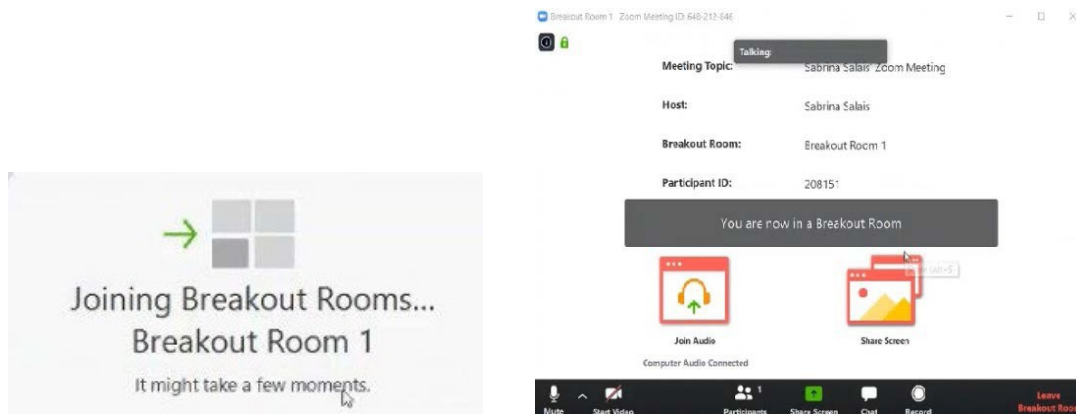 Joining Breakout Rooms...
Breakout Room 1
It might take a few moments.
Breakout Room 1 Zoom Meeting ID: 648-212-646
Talking:
Meeting Topic: Sabrina Salais' Zoom Meeting
Host: Sabrina Salais
Breakout Room: Breakout Room 1
Participant ID: 208151
You are now in a Breakout Room
Join Audio Share Screen
Computer Audio Connected
1
Mute Start Video Participants Share Screen Chat Record Leave
Breakout Room